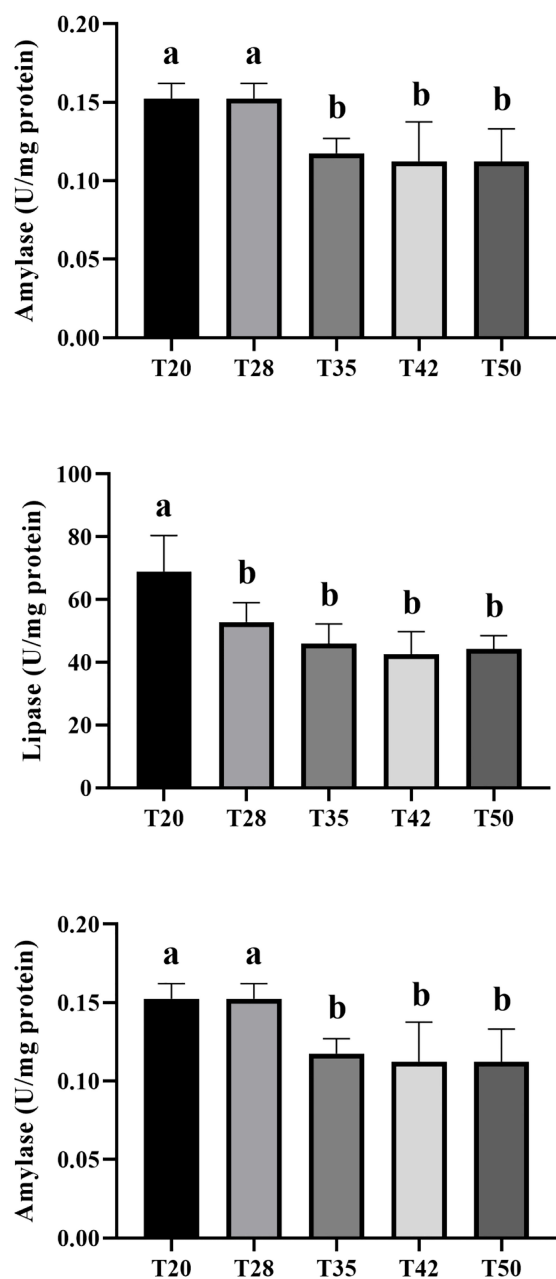 Amylase (U/mg protein)
0.20
0.15
0.10
0.05
0.00
a a b b b
T20 T28 T35 T42 T50
Lipase (U/mg protein)
100
80
60
40
20
0
a b b b b
T20 T28 T35 T42 T50
Amylase (U/mg protein)
0.20
0.15
0.10
0.05
0.00
a a b b b
T20 T28 T35 T42 T50